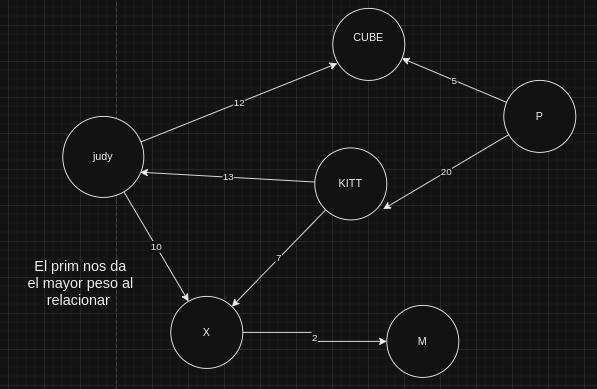 CUBE
5
12
P
judy
13
KITT
20
10
7
El prim nos da
el mayor peso al
relacionar
X
2
M